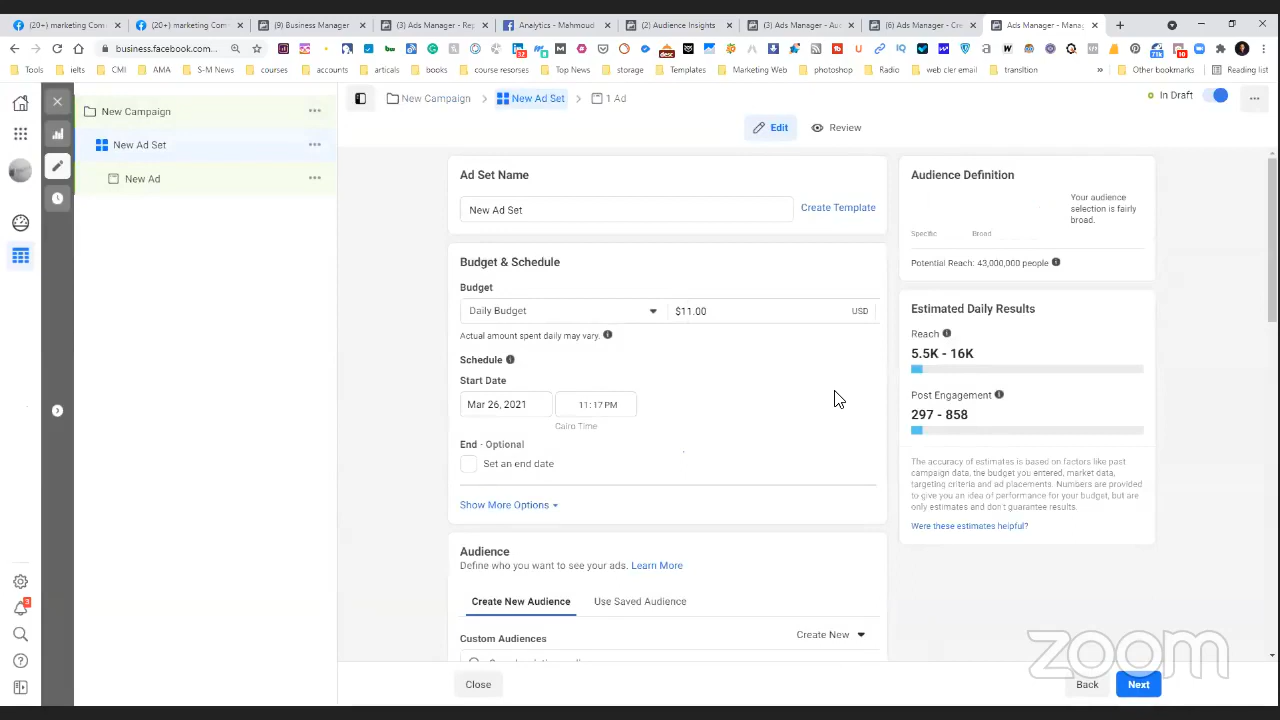 (20+) marketing Com
(20+) marketing Com
(9) Business Manager
(3) Ads Manager - Rep
Analytics - Mahmoud
(2) Audience Insights
(3) Ads Manager - Au
(6) Ads Manager - Cre
Ads Manager - Mana
business.facebook.com...
Tools
ielts
CMI
AMA
S-M News
courses
accounts
articals
books
course resorses
Top News
storage
Templates
Marketing Web
photoshop
Radio
web clier email
transltion
Other bookmarks
Reading list
New Campaign
New Ad Set
New Ad
New Campaign
New Ad Set
1 Ad
In Draft
Edit
Review
Ad Set Name
New Ad Set
Create Template
Budget & Schedule
Budget
Daily Budget
$11.00
USD
Actual amount spent daily may vary.
Schedule
Start Date
Mar 26, 2021
11:17 PM
Cairo Time
End · Optional
Set an end date
Show More Options
Audience
Define who you want to see your ads. Learn More
Create New Audience
Use Saved Audience
Custom Audiences
Create New
Close
Back
Next
Audience Definition
Your audience
selection is fairly
broad.
Specific
Broad
Potential Reach: 43,000,000 people
Estimated Daily Results
Reach
5.5K - 16K
Post Engagement
297 - 858
The accuracy of estimates is based on factors like past
campaign data, the budget you entered, market data,
targeting criteria and ad placements. Numbers are provided
to give you an idea of performance for your budget, but are
only estimates and don't guarantee results.
Were these estimates helpful?
zoom